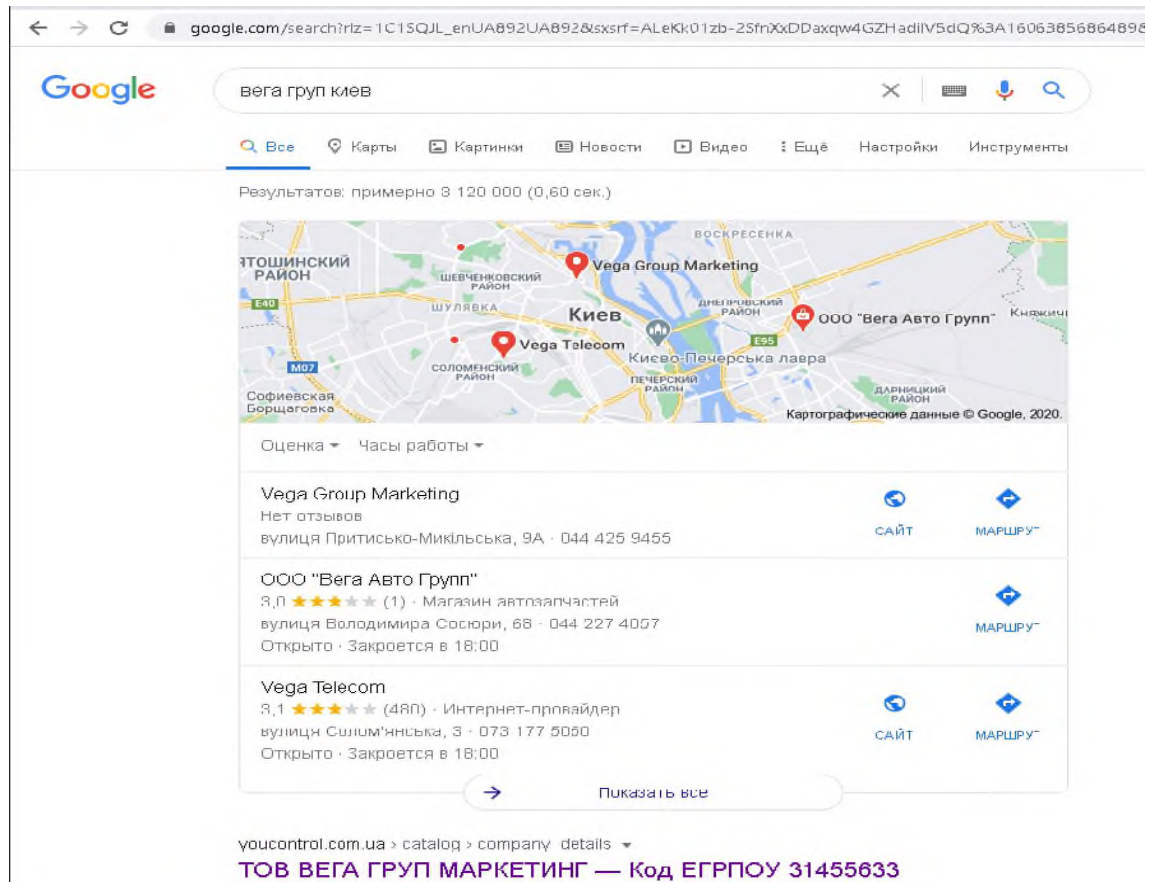 google.com/search?rlz=1C1SQJL_enUA892UA892&sxsrf=ALeKk01zb-2SfnXxDDaxqw4GZHadilV5dQ%3A1606385686489&
Google
вега груп киев
Все Карты Картинки Новости Видео Ещё Настройки Инструменты
Результатов: примерно 3 120 000 (0,60 сек.)
ВОСКРЕСЕНКА
ЯТОШИНСКИЙ
РАЙОН
ШЕВЧЕНКОВСКИЙ
РАЙОН
Vega Group Marketing
E40
ШУЛЯВКА
Киев
ДНЕПРОВСКИЙ
РАЙОН
ООО "Вега Авто Групп"
Княжичи
Vega Telecom
E95
Києво-Печерська лавра
M07
СОЛОМЕНСКИЙ
РАЙОН
ПЕЧЕРСКИЙ
РАЙОН
Софиевская
Борщаговка
ДАРНИЦКИЙ
РАЙОН
Картографические данные © Google, 2020.
Оценка Часы работы
Vega Group Marketing
Нет отзывов
вулиця Притисько-Микільська, 9А · 044 425 9455
САЙТ МАРШРУТ
ООО "Вега Авто Групп"
3,0 (1) · Магазин автозапчастей
вулиця Володимира Сосюри, 68 · 044 227 4057
Открыто · Закроется в 18:00
МАРШРУТ
Vega Telecom
3,1 (480) · Интернет-провайдер
вулиця Солом'янська, 3 · 073 177 5050
Открыто · Закроется в 18:00
САЙТ МАРШРУТ
Показать все
youcontrol.com.ua › catalog › company_details
ТОВ ВЕГА ГРУП МАРКЕТИНГ — Код ЕГРПОУ 31455633